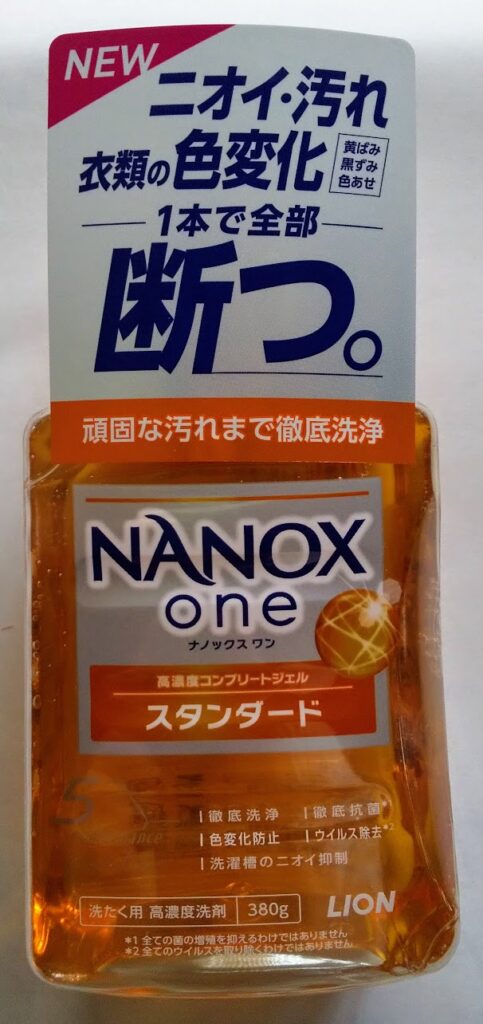 NEW
ニオイ・汚れ
衣類の色変化
黄ばみ
黒ずみ
色あせ
1本で全部
断つ。
頑固な汚れまで徹底洗浄
NANOX
one
ナノックス ワン
高濃度コンプリートジェル
スタンダード
5
|徹底洗浄 |徹底抗菌*1
|色変化防止 |ウイルス除去*2
|洗濯槽のニオイ抑制
洗たく用 高濃度洗剤 380g
LION
*1 全ての菌の増殖を抑えるわけではありません
*2 全てのウイルスを取り除くわけではありません